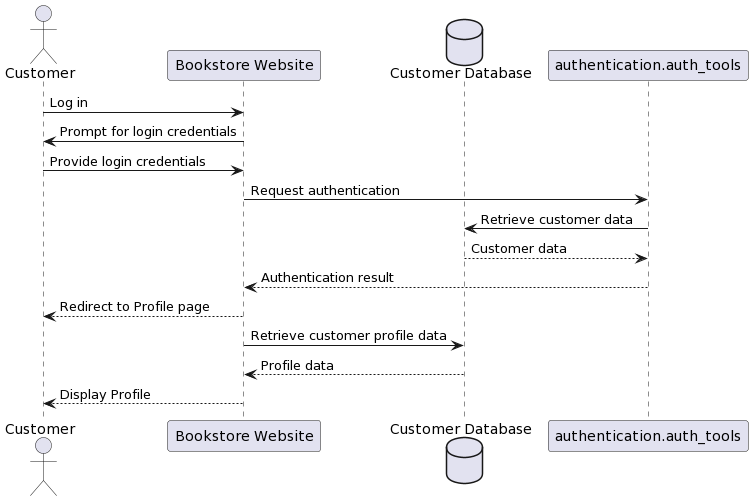 Customer
Bookstore Website
Customer Database
authentication.auth_tools
Log in
Prompt for login credentials
Provide login credentials
Request authentication
Retrieve customer data
Customer data
Authentication result
Redirect to Profile page
Retrieve customer profile data
Profile data
Display Profile
Customer
Bookstore Website
Customer Database
authentication.auth_tools